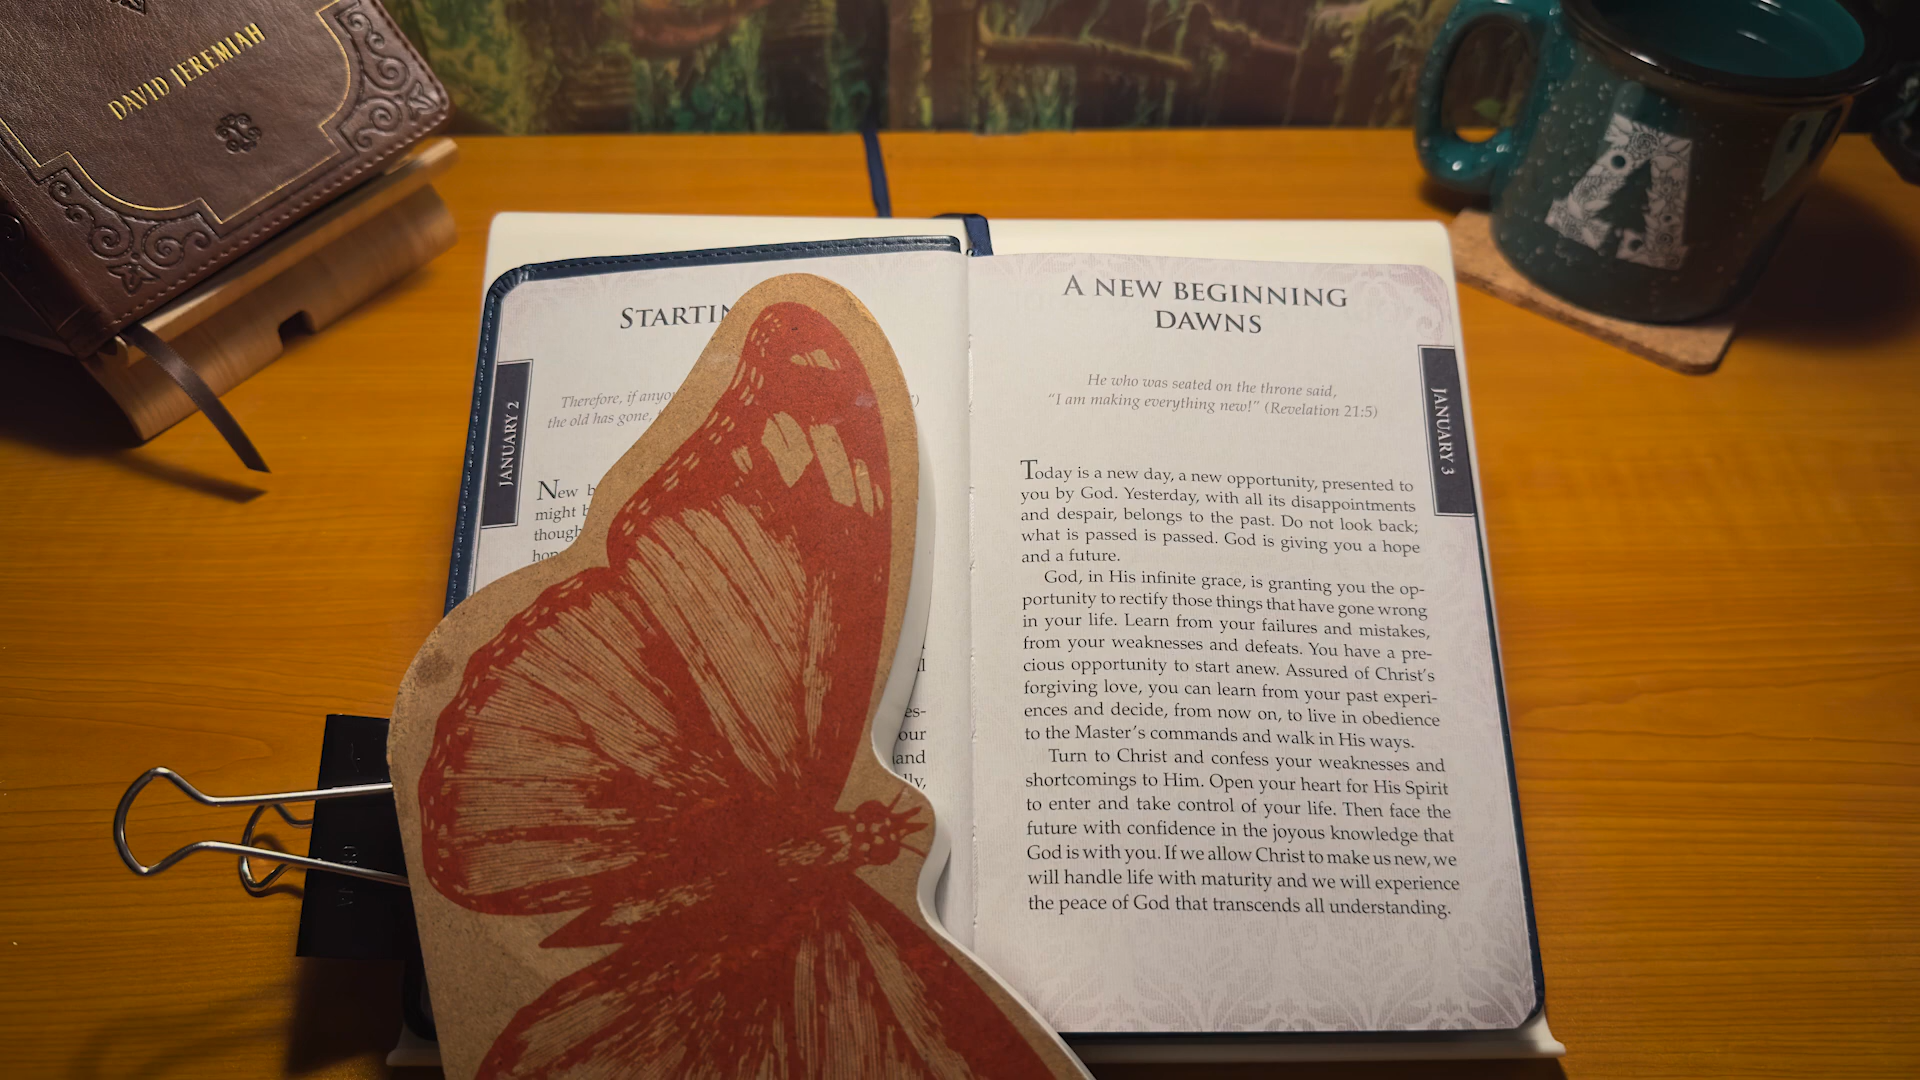 DAVID JEREMIAH
A
STARTIN
JANUARY 2
Therefore, if anyo
the old has gone,
New b
might b
though
hop
es-
our
and
lly,
A NEW BEGINNING
DAWNS
JANUARY 3
He who was seated on the throne said,
“I am making everything new!” (Revelation 21:5)
Today is a new day, a new opportunity, presented to
you by God. Yesterday, with all its disappointments
and despair, belongs to the past. Do not look back;
what is passed is passed. God is giving you a hope
and a future.
God, in His infinite grace, is granting you the op-
portunity to rectify those things that have gone wrong
in your life. Learn from your failures and mistakes,
from your weaknesses and defeats. You have a pre-
cious opportunity to start anew. Assured of Christ’s
forgiving love, you can learn from your past experi-
ences and decide, from now on, to live in obedience
to the Master’s commands and walk in His ways.
Turn to Christ and confess your weaknesses and
shortcomings to Him. Open your heart for His Spirit
to enter and take control of your life. Then face the
future with confidence in the joyous knowledge that
God is with you. If we allow Christ to make us new, we
will handle life with maturity and we will experience
the peace of God that transcends all understanding.